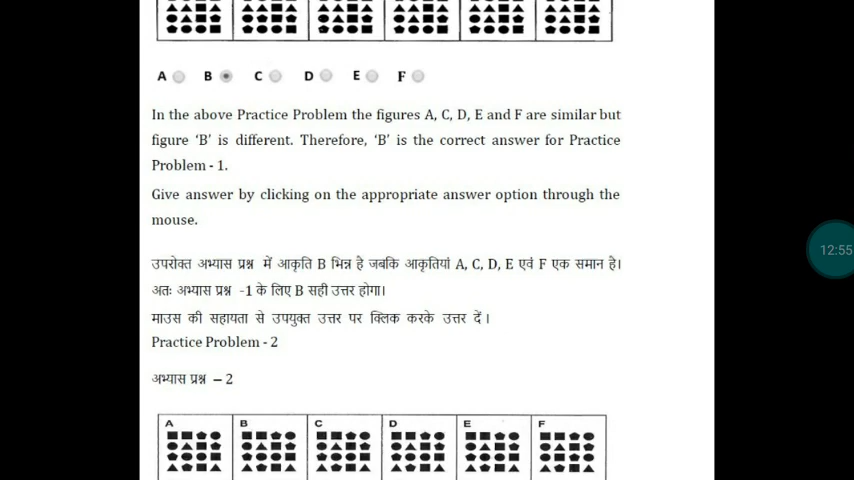 A B C D E F
In the above Practice Problem the figures A, C, D, E and F are similar but
figure ‘B’ is different. Therefore, ‘B’ is the correct answer for Practice
Problem - 1.
Give answer by clicking on the appropriate answer option through the
mouse.
उपरोक्त अभ्यास प्रश्न में आकृति B भिन्न है जबकि आकृतियां A, C, D, E एवं F एक समान है।
अतः अभ्यास प्रश्न -1 के लिए B सही उत्तर होगा।
माउस की सहायता से उपयुक्त उत्तर पर क्लिक करके उत्तर दें ।
Practice Problem - 2
अभ्यास प्रश्न – 2
A B C D E F
12:55